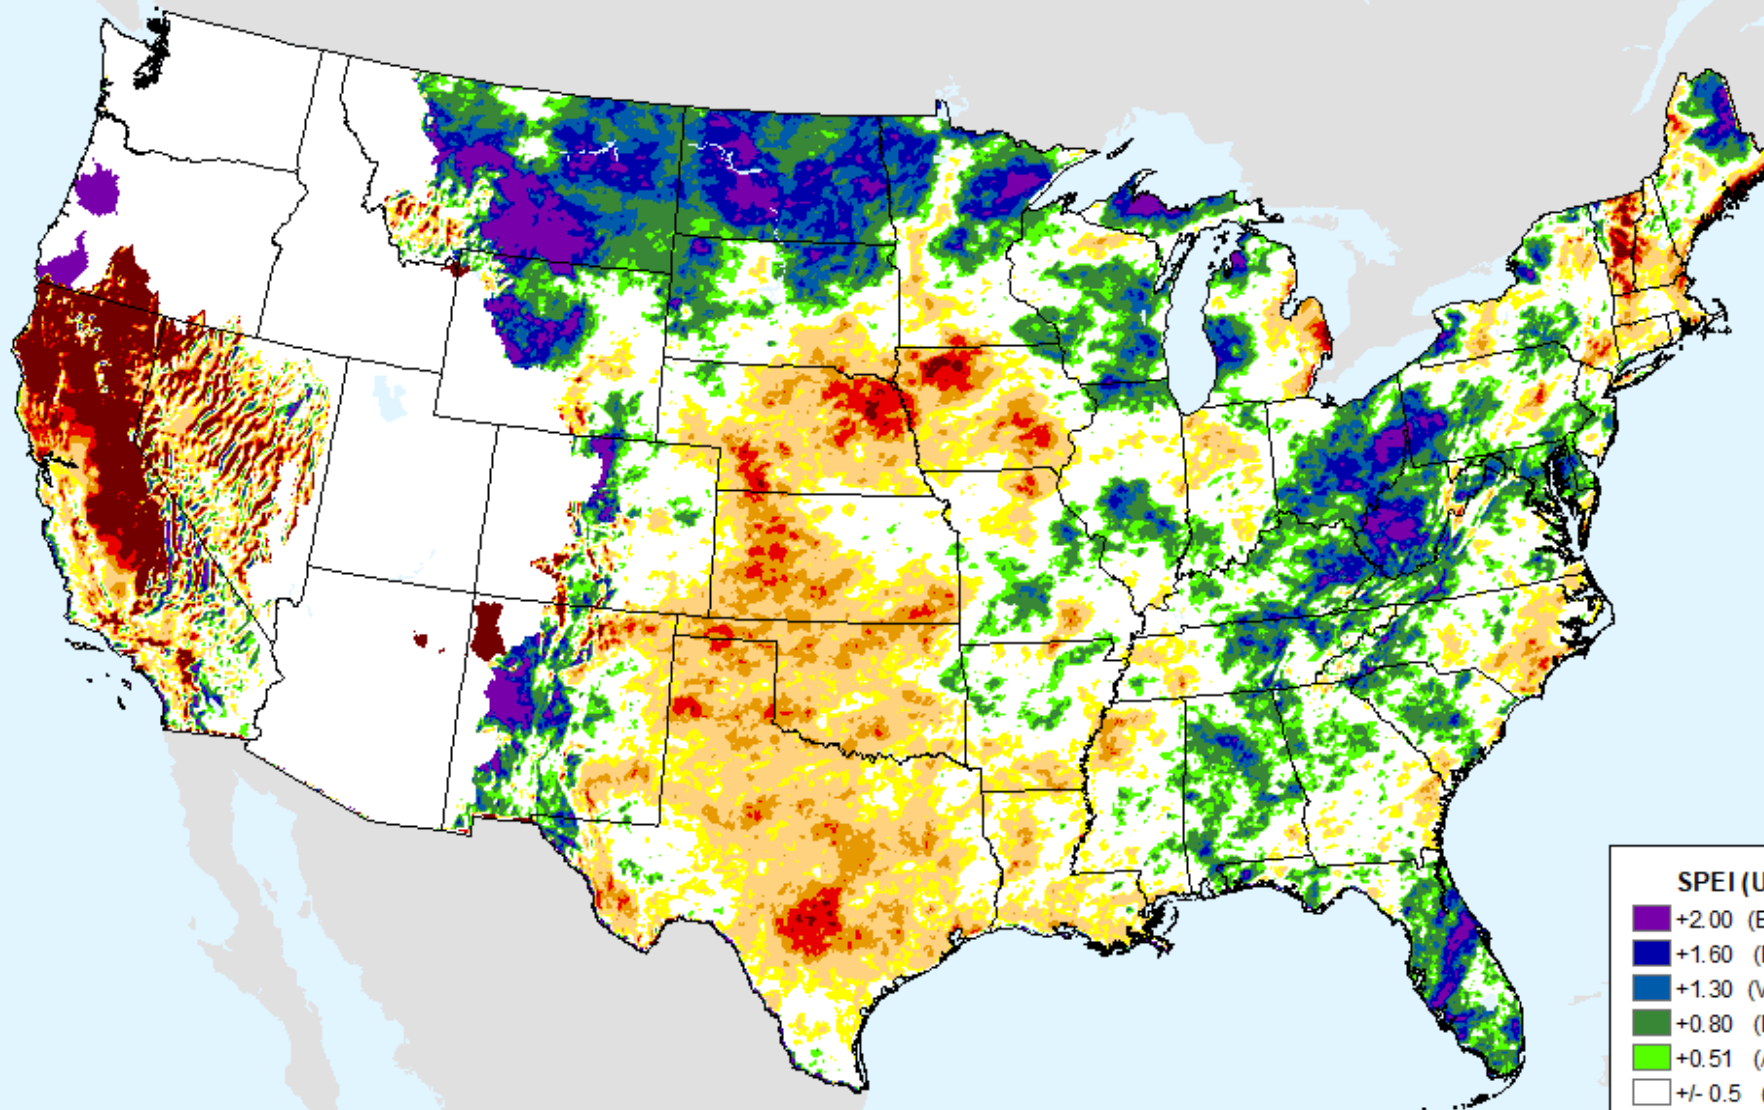 SPEI (U
+2.00 (E
+1.60 (
+1.30 (V
+0.80 (
+0.51 (
+/- 0.5 (